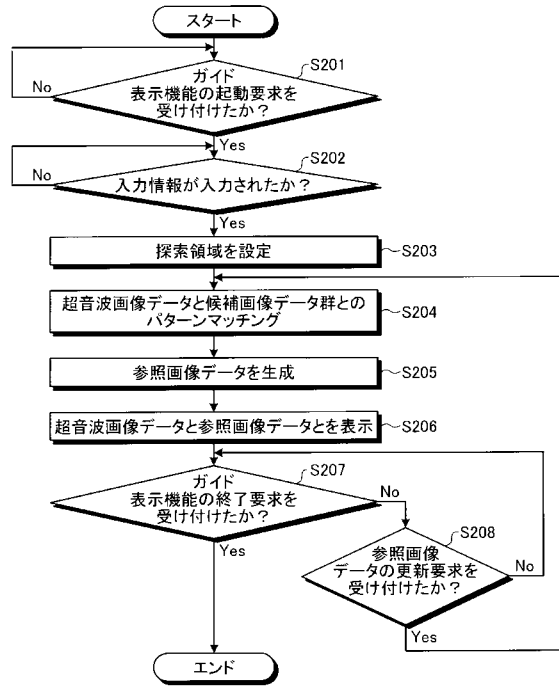 スタート
S201
ガイド
表示機能の起動要求を
受け付けたか？
No
Yes
S202
入力情報が入力されたか？
No
Yes
探索領域を設定
S203
超音波画像データと候補画像データ群との
パターンマッチング
S204
参照画像データを生成
S205
超音波画像データと参照画像データとを表示
S206
S207
ガイド
表示機能の終了要求を
受け付けたか？
No
Yes
S208
参照画像
データの更新要求を
受け付けたか？
No
Yes
エンド